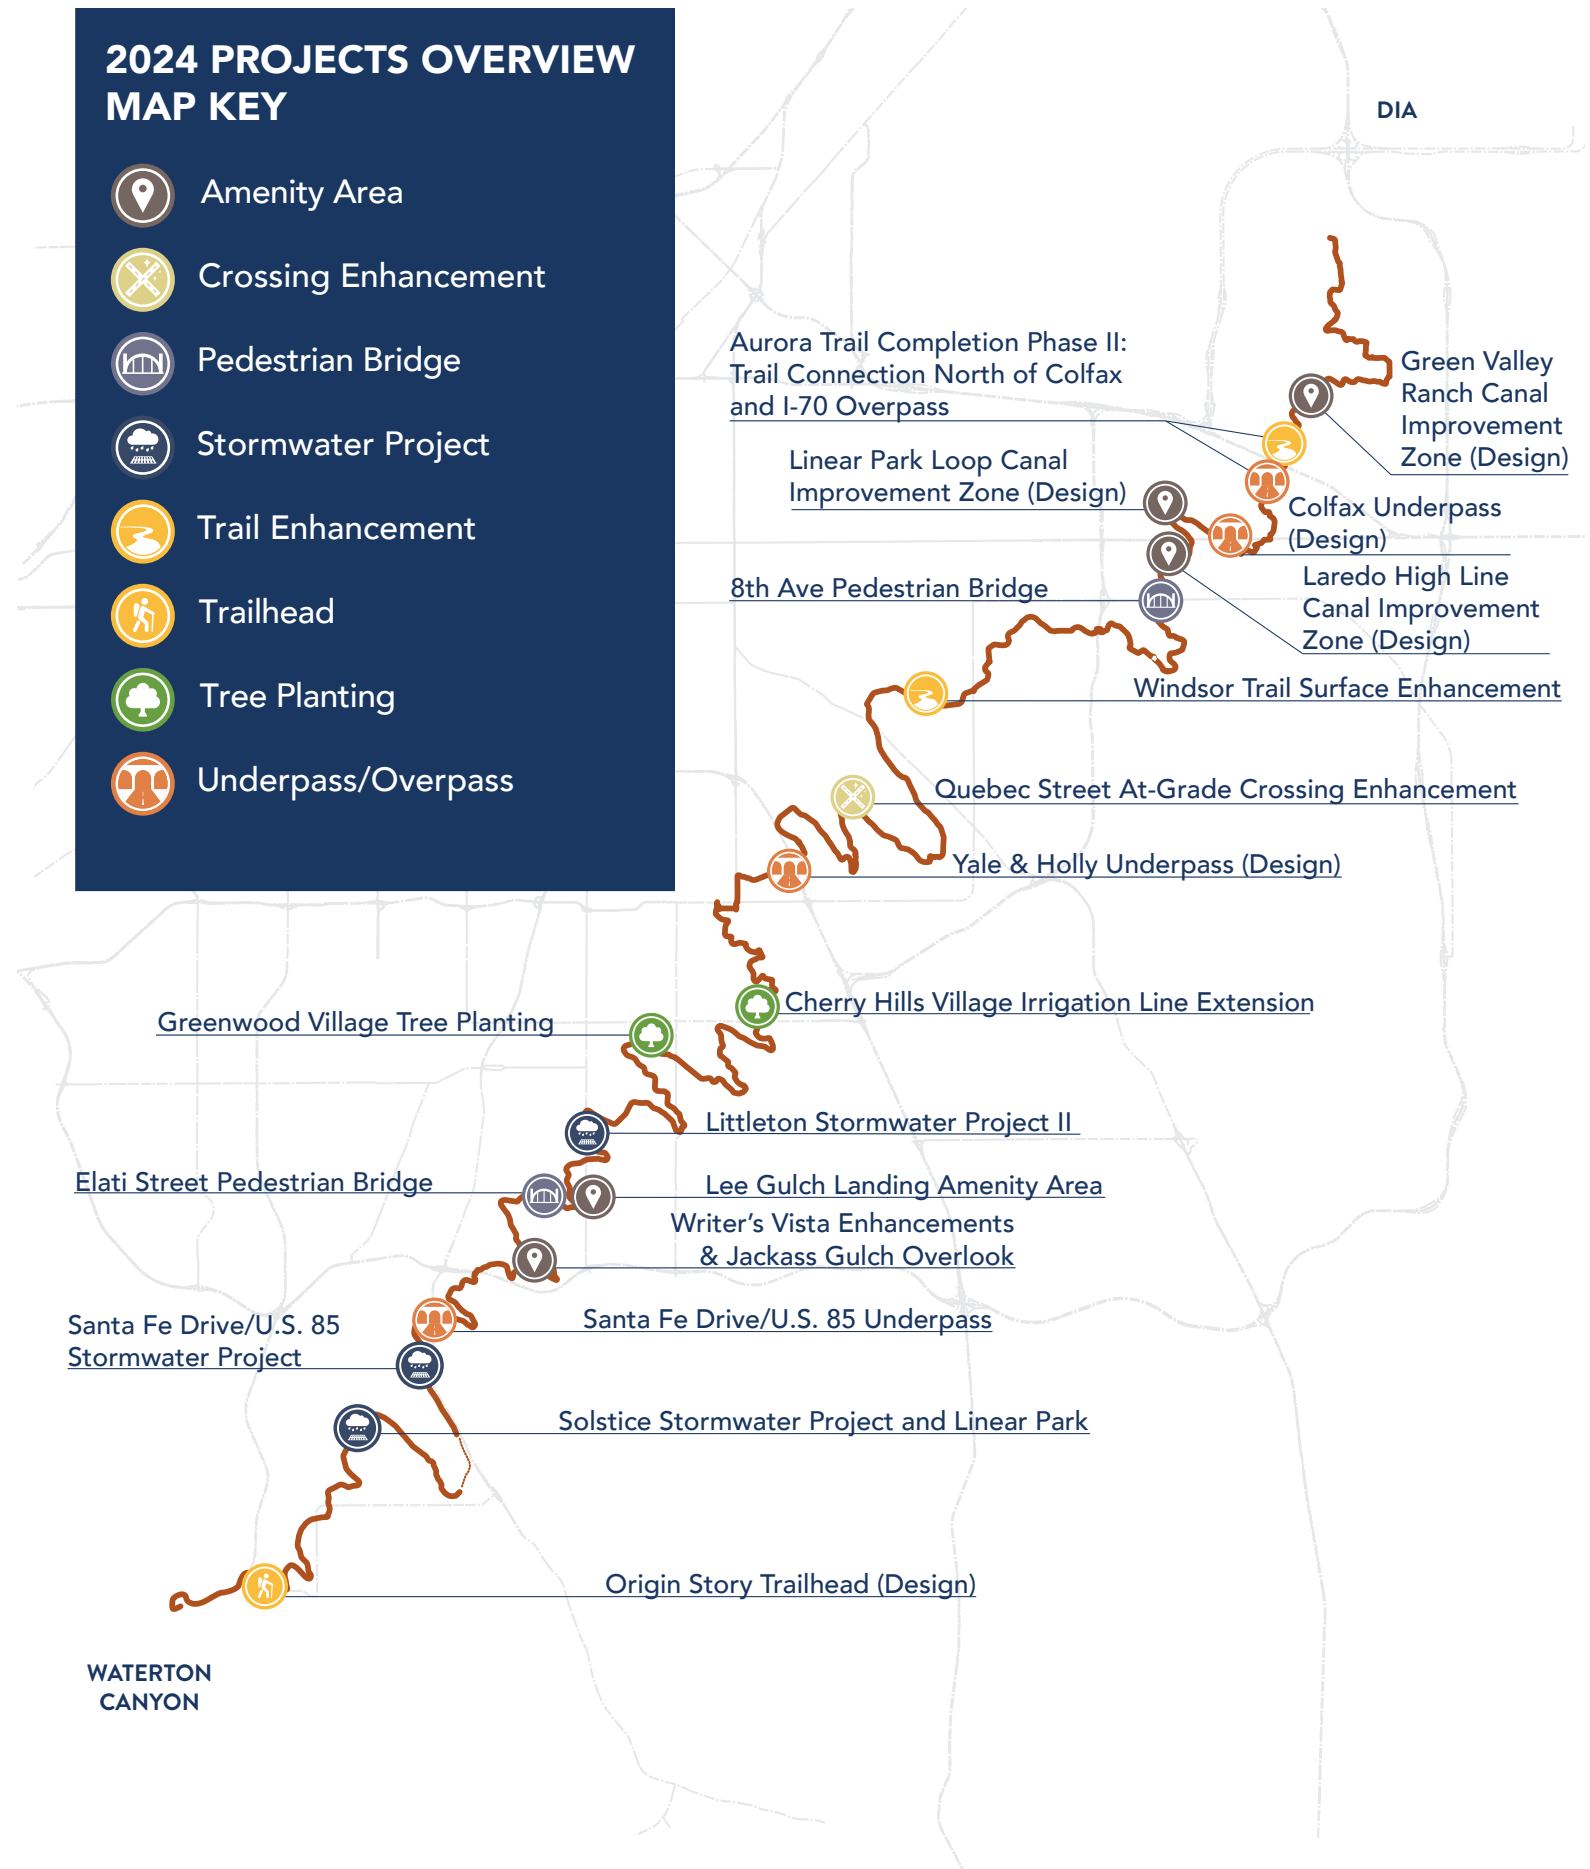 2024 PROJECTS OVERVIEW
MAP KEY
Amenity Area
Crossing Enhancement
Pedestrian Bridge
Stormwater Project
Trail Enhancement
Trailhead
Tree Planting
Underpass/Overpass
DIA
Aurora Trail Completion Phase II:
Trail Connection North of Colfax
and I-70 Overpass
Green Valley
Ranch Canal
Improvement
Zone (Design)
Linear Park Loop Canal
Improvement Zone (Design)
Colfax Underpass
(Design)
8th Ave Pedestrian Bridge
Laredo High Line
Canal Improvement
Zone (Design)
Windsor Trail Surface Enhancement
Quebec Street At-Grade Crossing Enhancement
Yale & Holly Underpass (Design)
Cherry Hills Village Irrigation Line Extension
Greenwood Village Tree Planting
Littleton Stormwater Project II
Elati Street Pedestrian Bridge
Lee Gulch Landing Amenity Area
Writer’s Vista Enhancements
& Jackass Gulch Overlook
Santa Fe Drive/U.S. 85
Stormwater Project
Santa Fe Drive/U.S. 85 Underpass
Solstice Stormwater Project and Linear Park
Origin Story Trailhead (Design)
WATERTON
CANYON